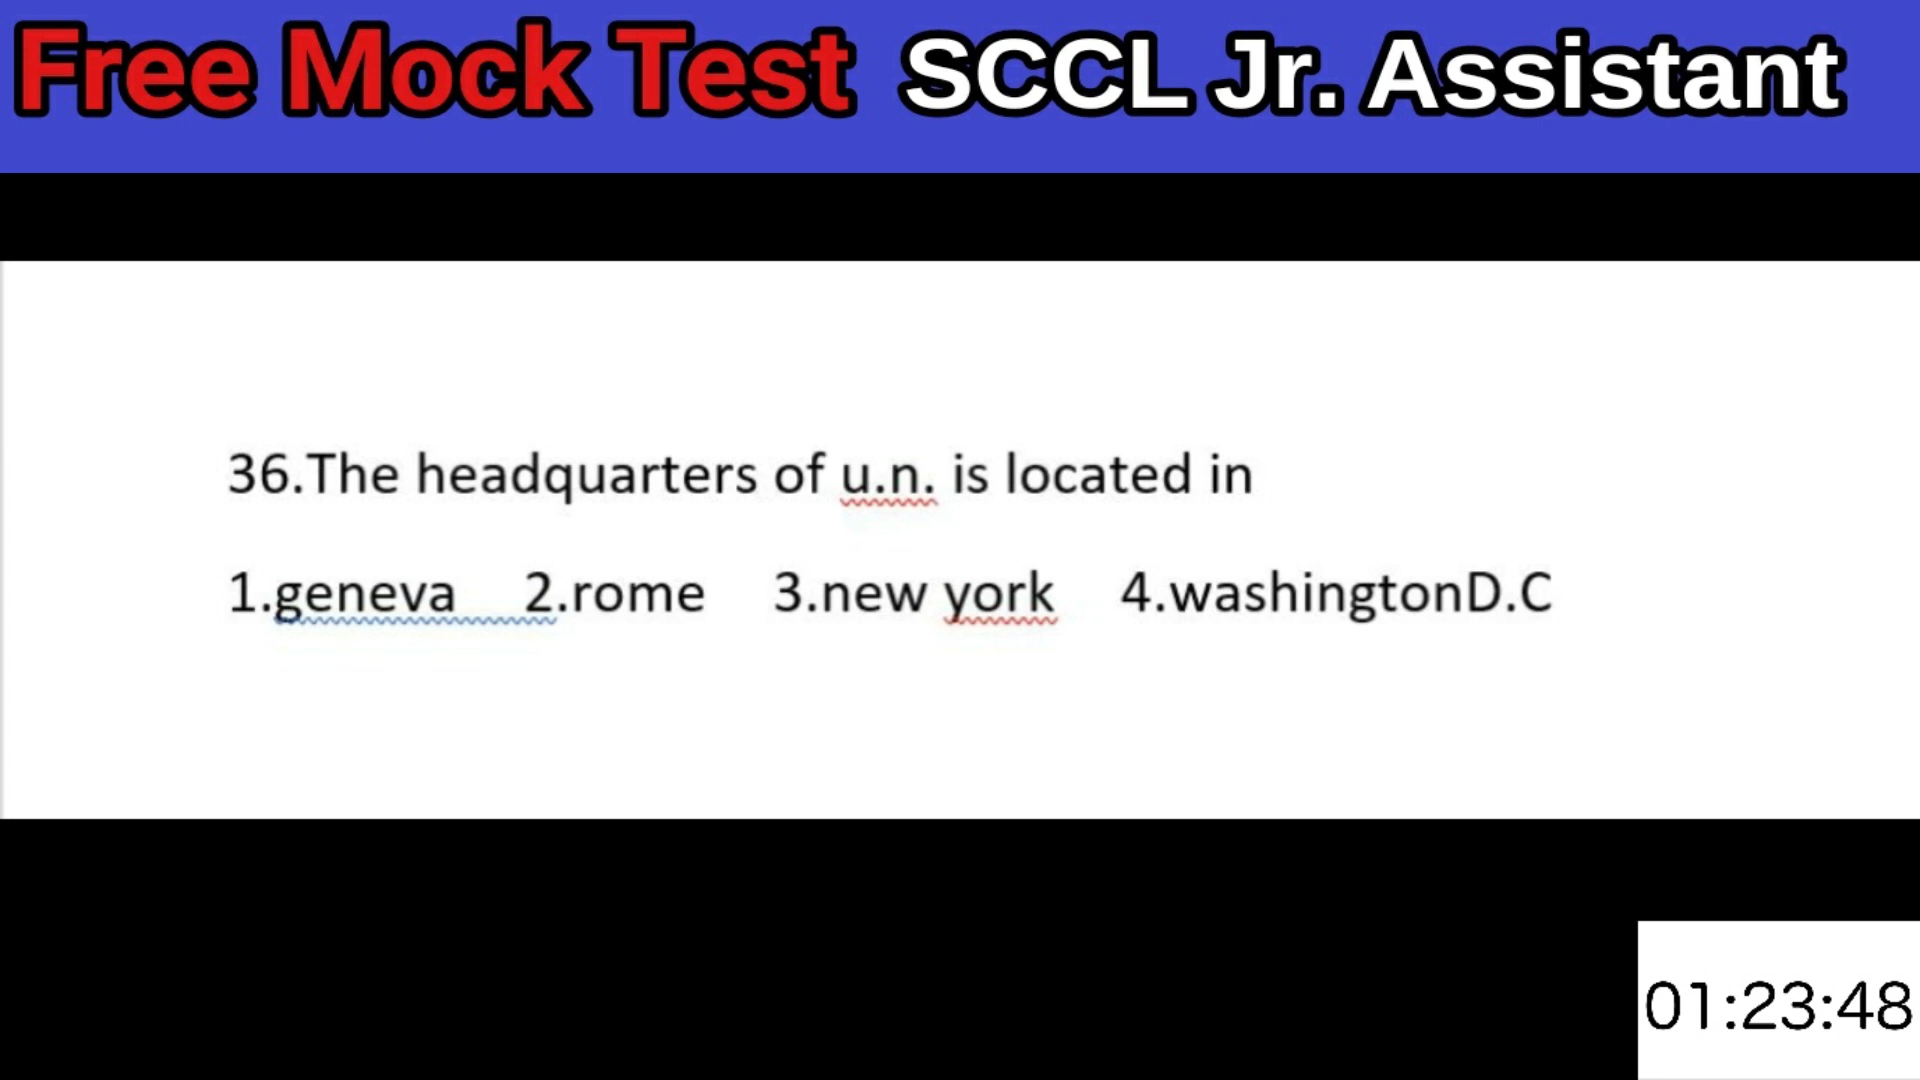 Free Mock Test SCCL Jr. Assistant
36.The headquarters of u.n. is located in
1.geneva 2.rome 3.new york 4.washingtonD.C
01:23:48